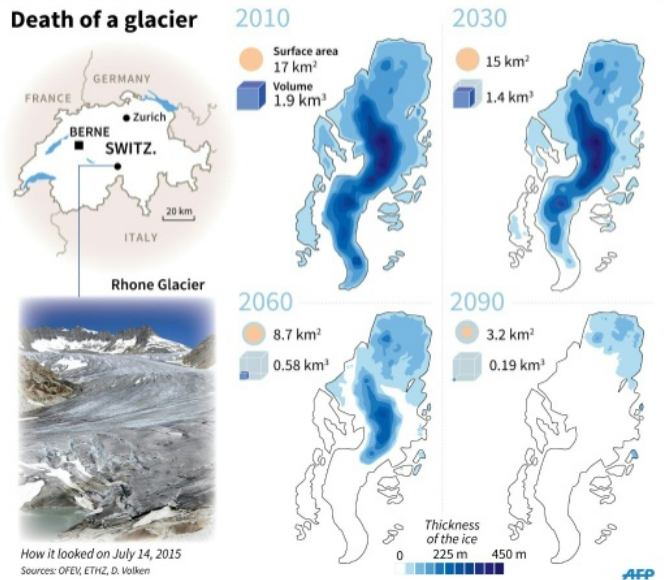 Death of a glacier
GERMANY
FRANCE
Zurich
BERNE
SWITZ.
20 km
ITALY
Rhone Glacier
How it looked on July 14, 2015
Sources: OFEV, ETHZ, D. Volken
2010
Surface area
17 km²
Volume
1.9 km³
2030
15 km²
1.4 km³
2060
8.7 km²
0.58 km³
2090
3.2 km²
0.19 km³
Thickness
of the ice
0 225 m 450 m
AFP